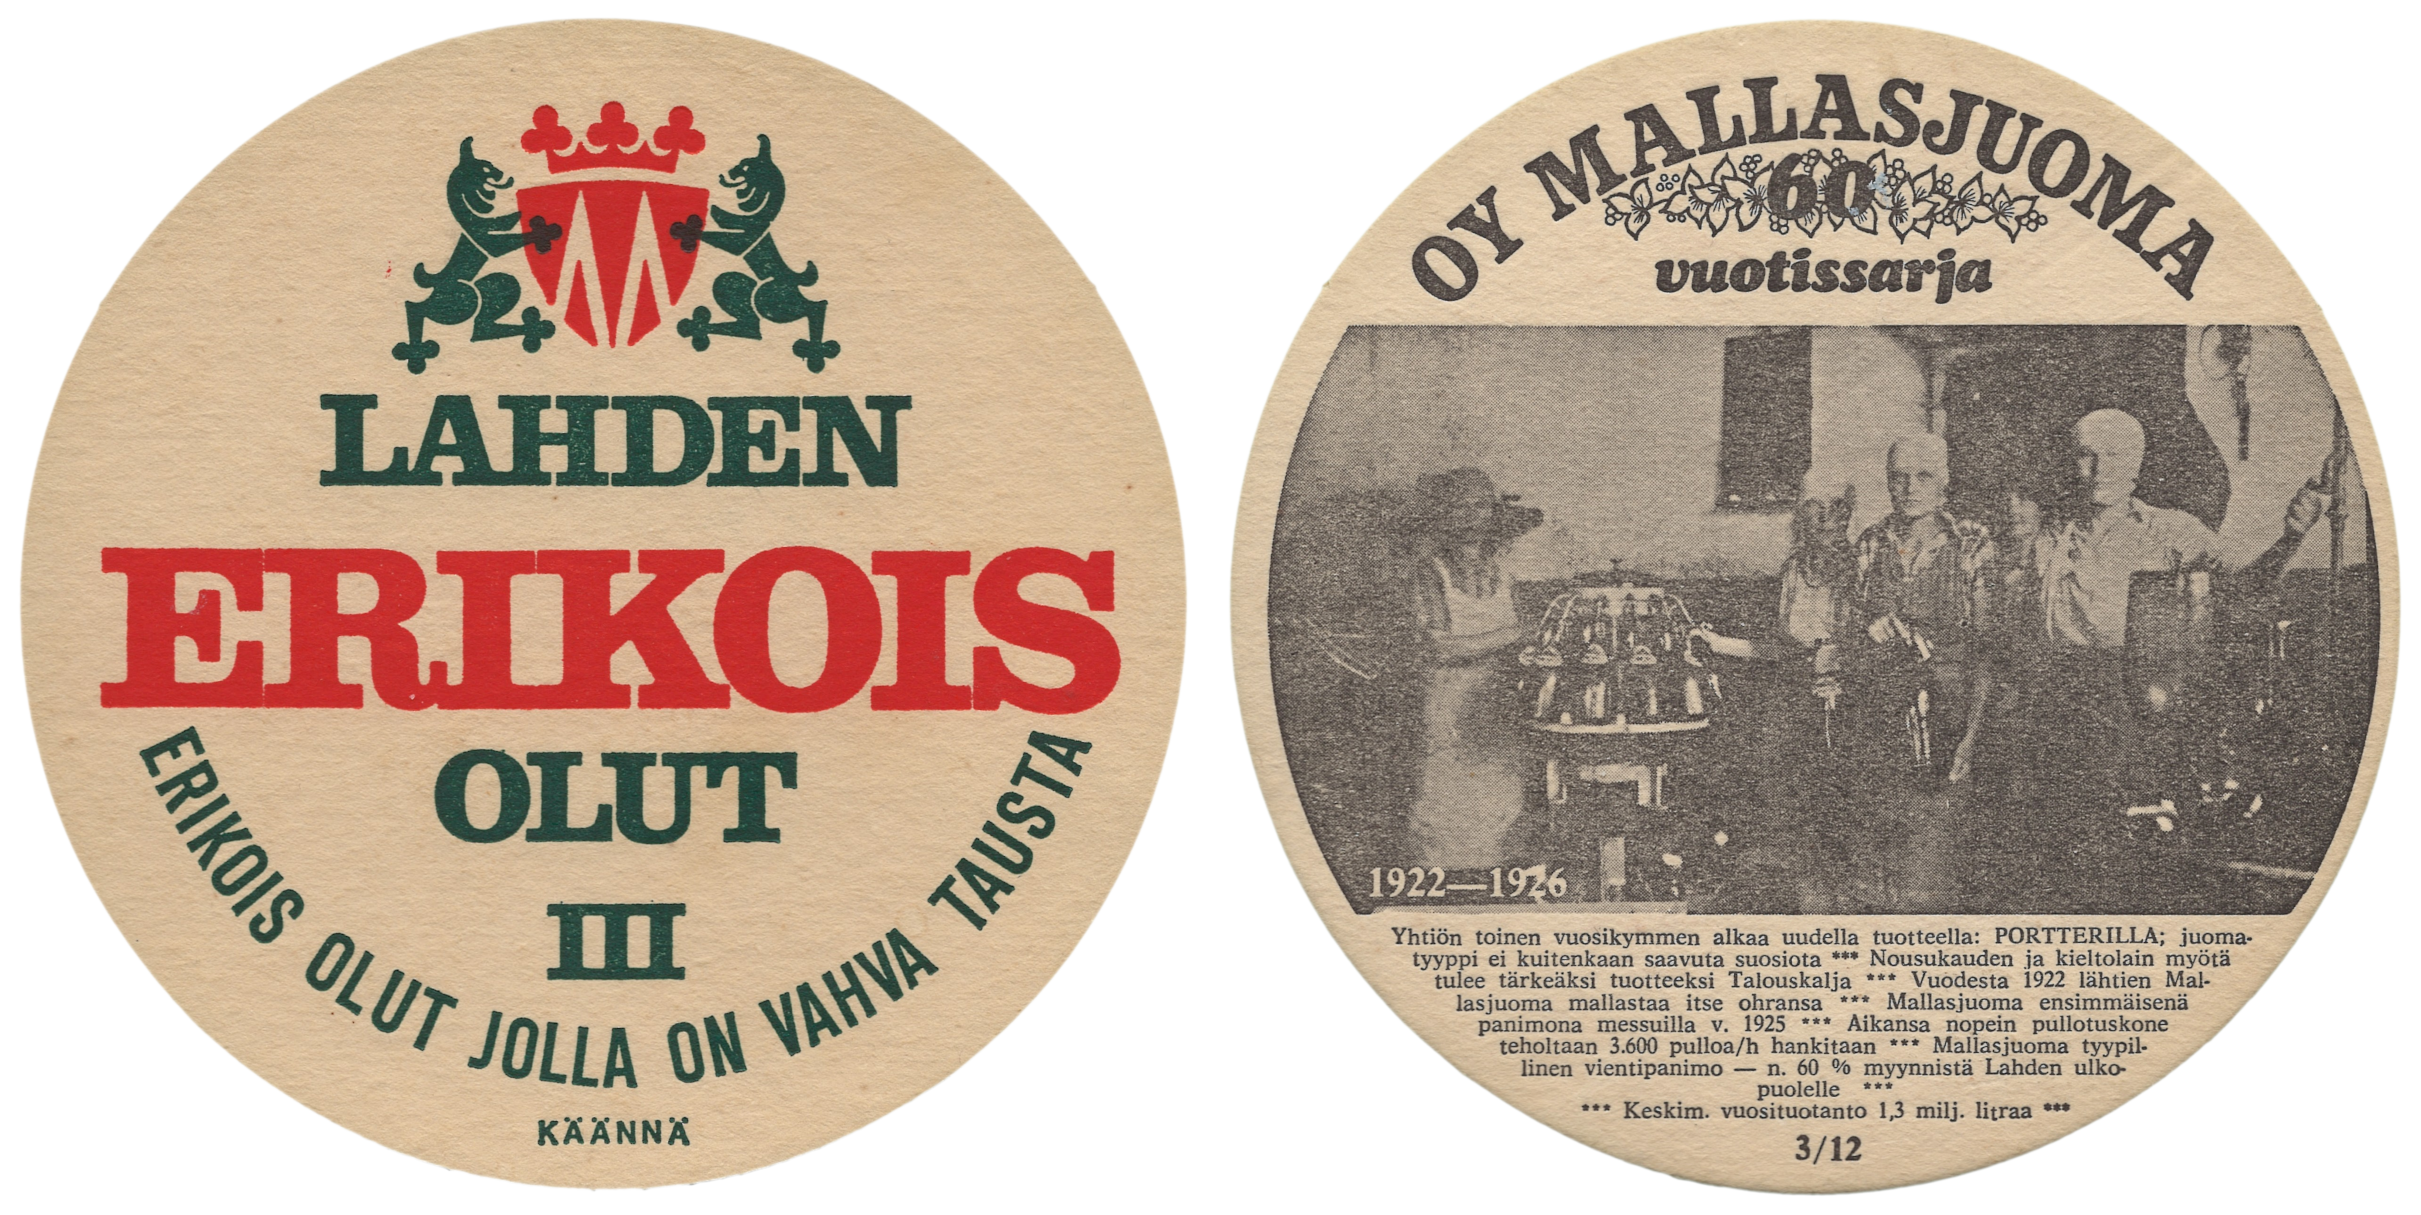 LAHDEN
ERIKOIS
OLUT
III
ERIKOIS OLUT JOLLA ON VAHVA TAUSTA
KÄÄNNÄ
OY MALLASJUOMA
60
vuotissarja
1922—1926
Yhtiön toinen vuosikymmen alkaa uudella tuotteella: PORTTERILLA; juoma-
tyyppi ei kuitenkaan saavuta suosiota *** Nousukauden ja kieltolain myötä
tulee tärkeäksi tuotteeksi Talouskalja *** Vuodesta 1922 lähtien Mal-
lasjuoma mallastaa itse ohransa *** Mallasjuoma ensimmäisenä
panimona messuilla v. 1925 *** Aikansa nopein pullotuskone
teholtaan 3.600 pulloa/h hankitaan *** Mallasjuoma tyypil-
linen vientipanimo — n. 60 % myynnistä Lahden ulko-
puolelle ***
*** Keskim. vuosituotanto 1,3 milj. litraa ***
3/12